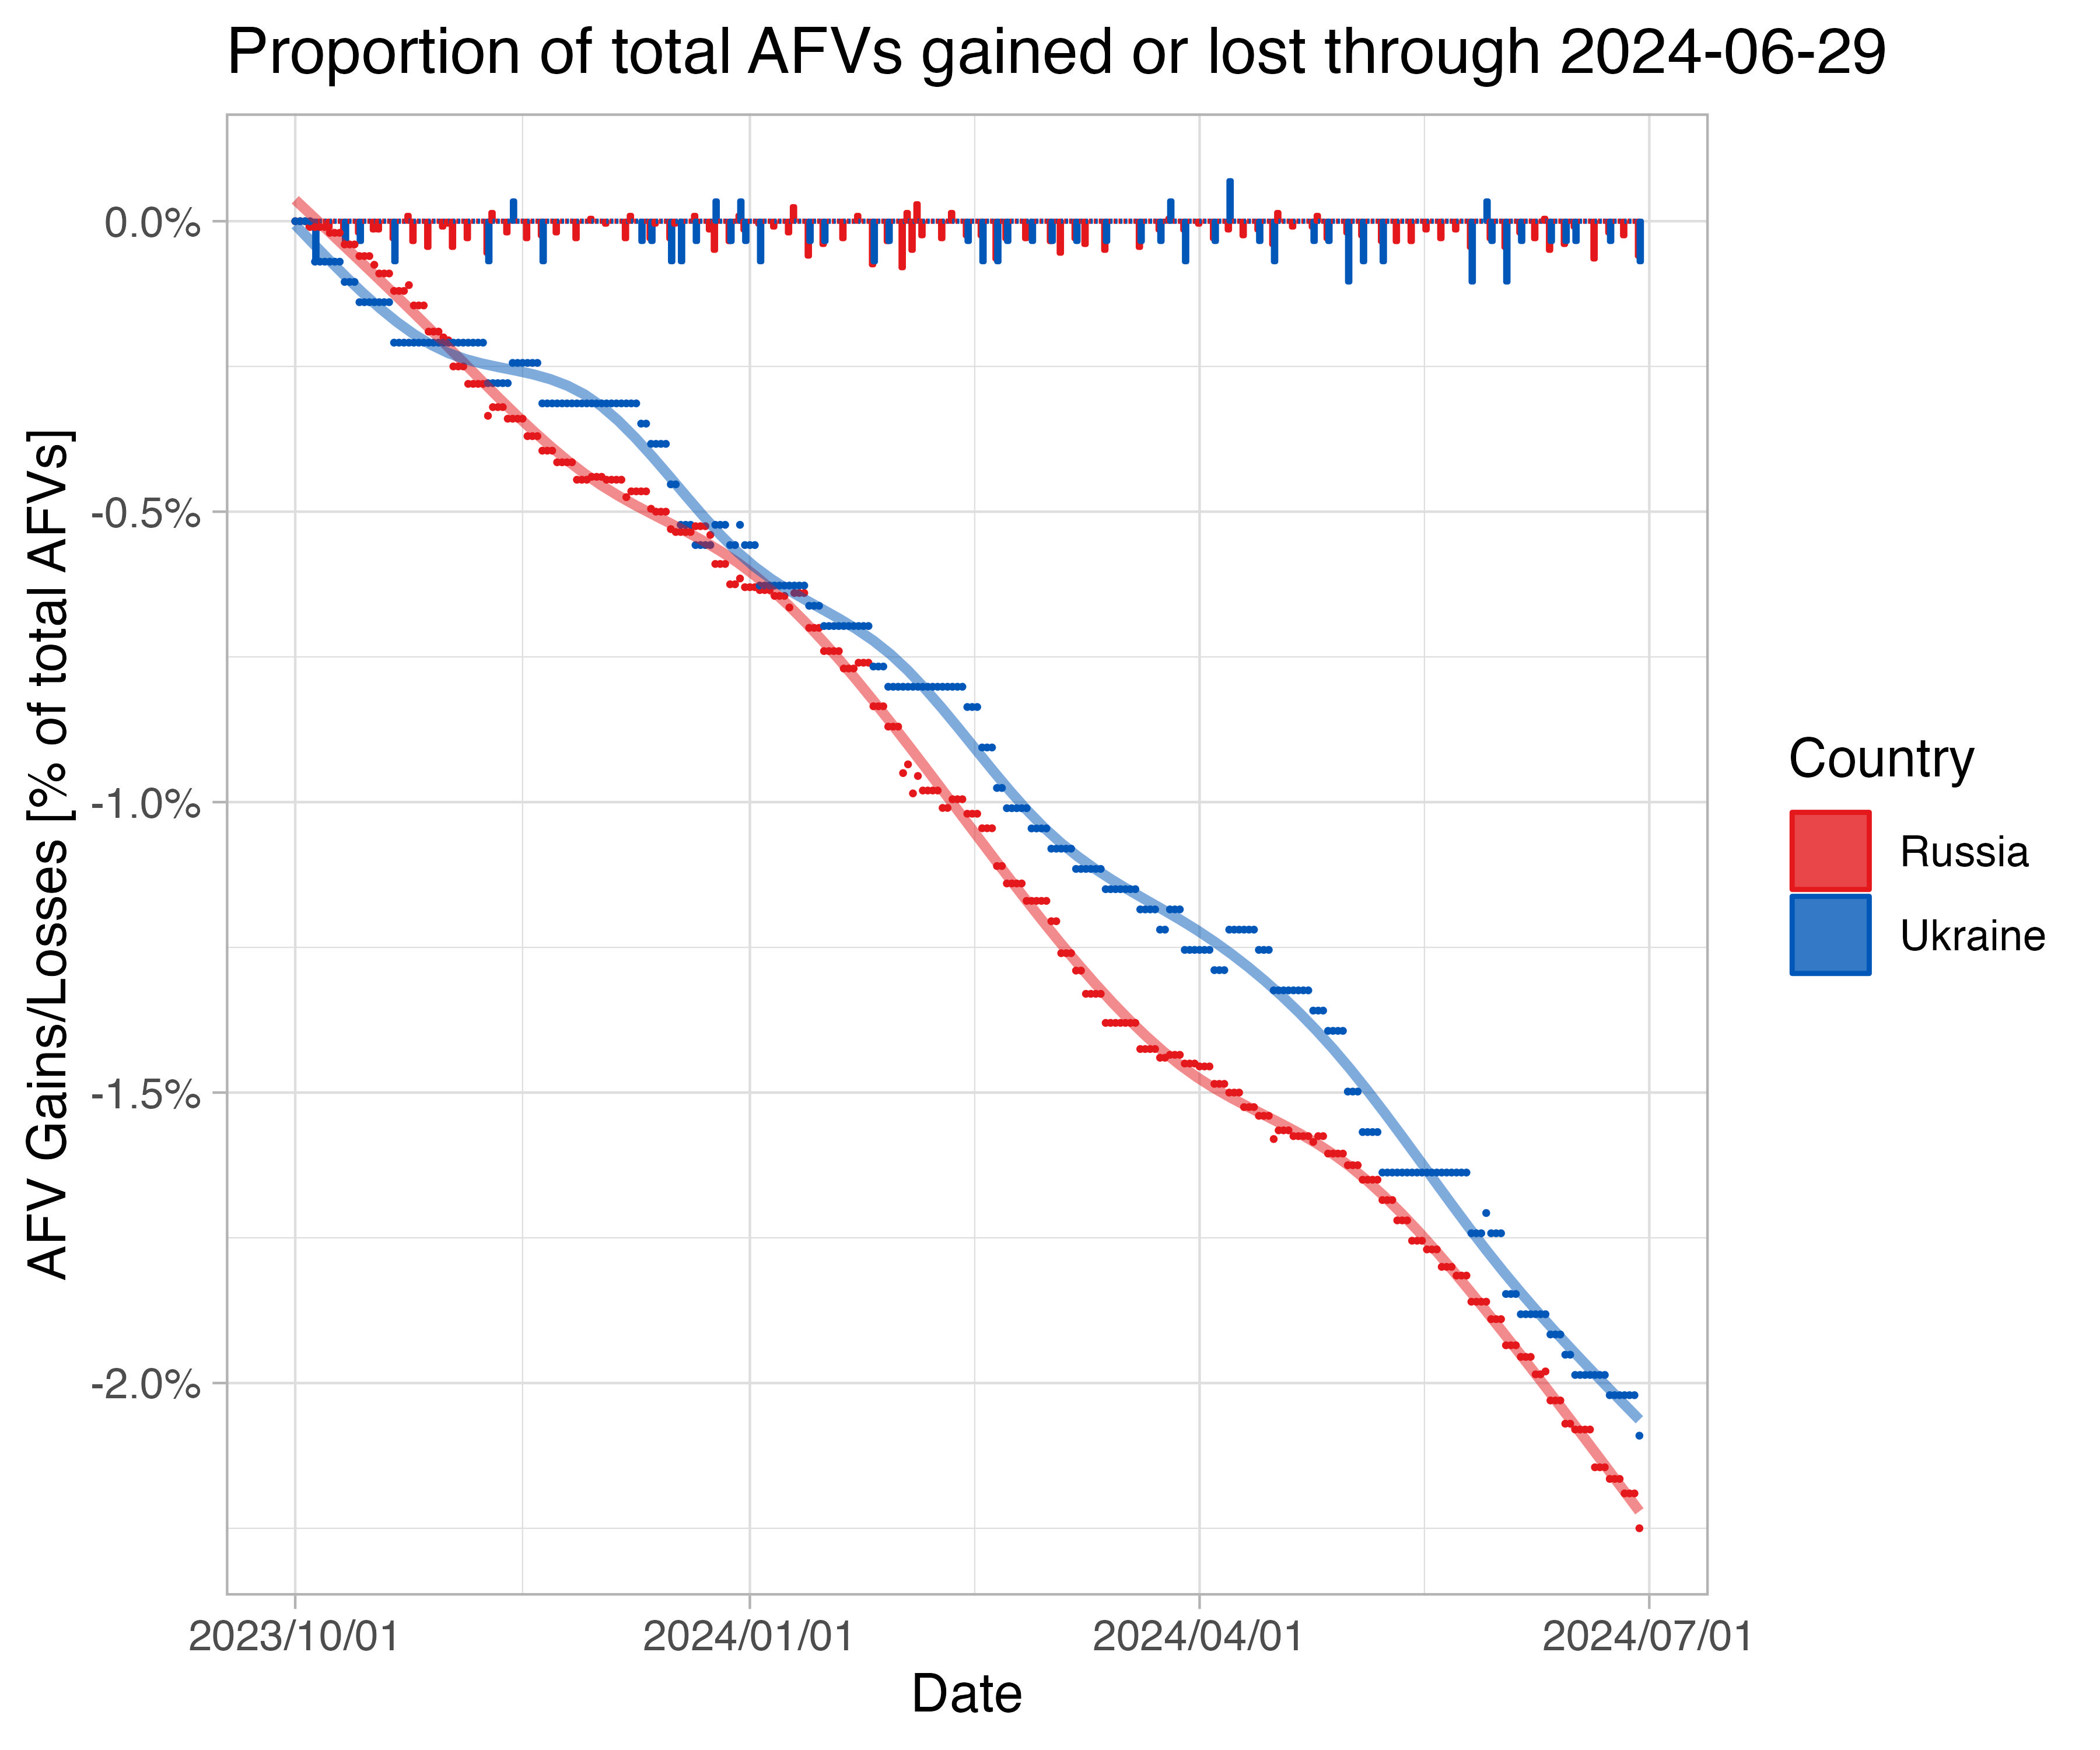 Proportion of total AFVs gained or lost through 2024-06-29
AFV Gains/Losses [% of total AFVs]
0.0%
-0.5%
-1.0%
-1.5%
-2.0%
2023/10/01
2024/01/01
2024/04/01
2024/07/01
Date
Country
Russia
Ukraine